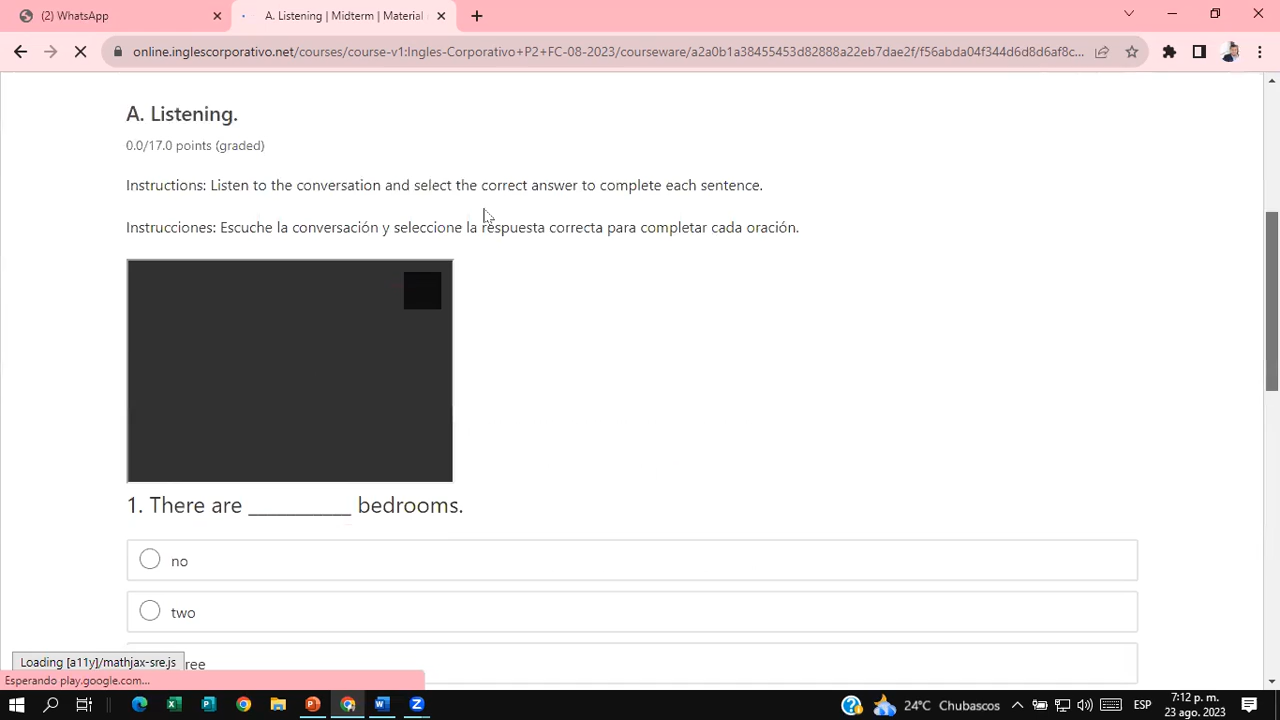 (2) WhatsApp
A. Listening | Midterm | Material
online.inglescorporativo.net/courses/course-v1:Ingles-Corporativo+P2+FC-08-2023/courseware/a2a0b1a38455453d82888a22eb7dae2f/f56abda04f344d6d8d6af8c...
A. Listening.
0.0/17.0 points (graded)
Instructions: Listen to the conversation and select the correct answer to complete each sentence.
Instrucciones: Escuche la conversación y seleccione la respuesta correcta para completar cada oración.
1. There are __________ bedrooms.
no
two
ree
Loading [a11y]/mathjax-sre.js
Esperando play.google.com...
24°C Chubascos
ESP
7:12 p. m.
23 ago. 2023